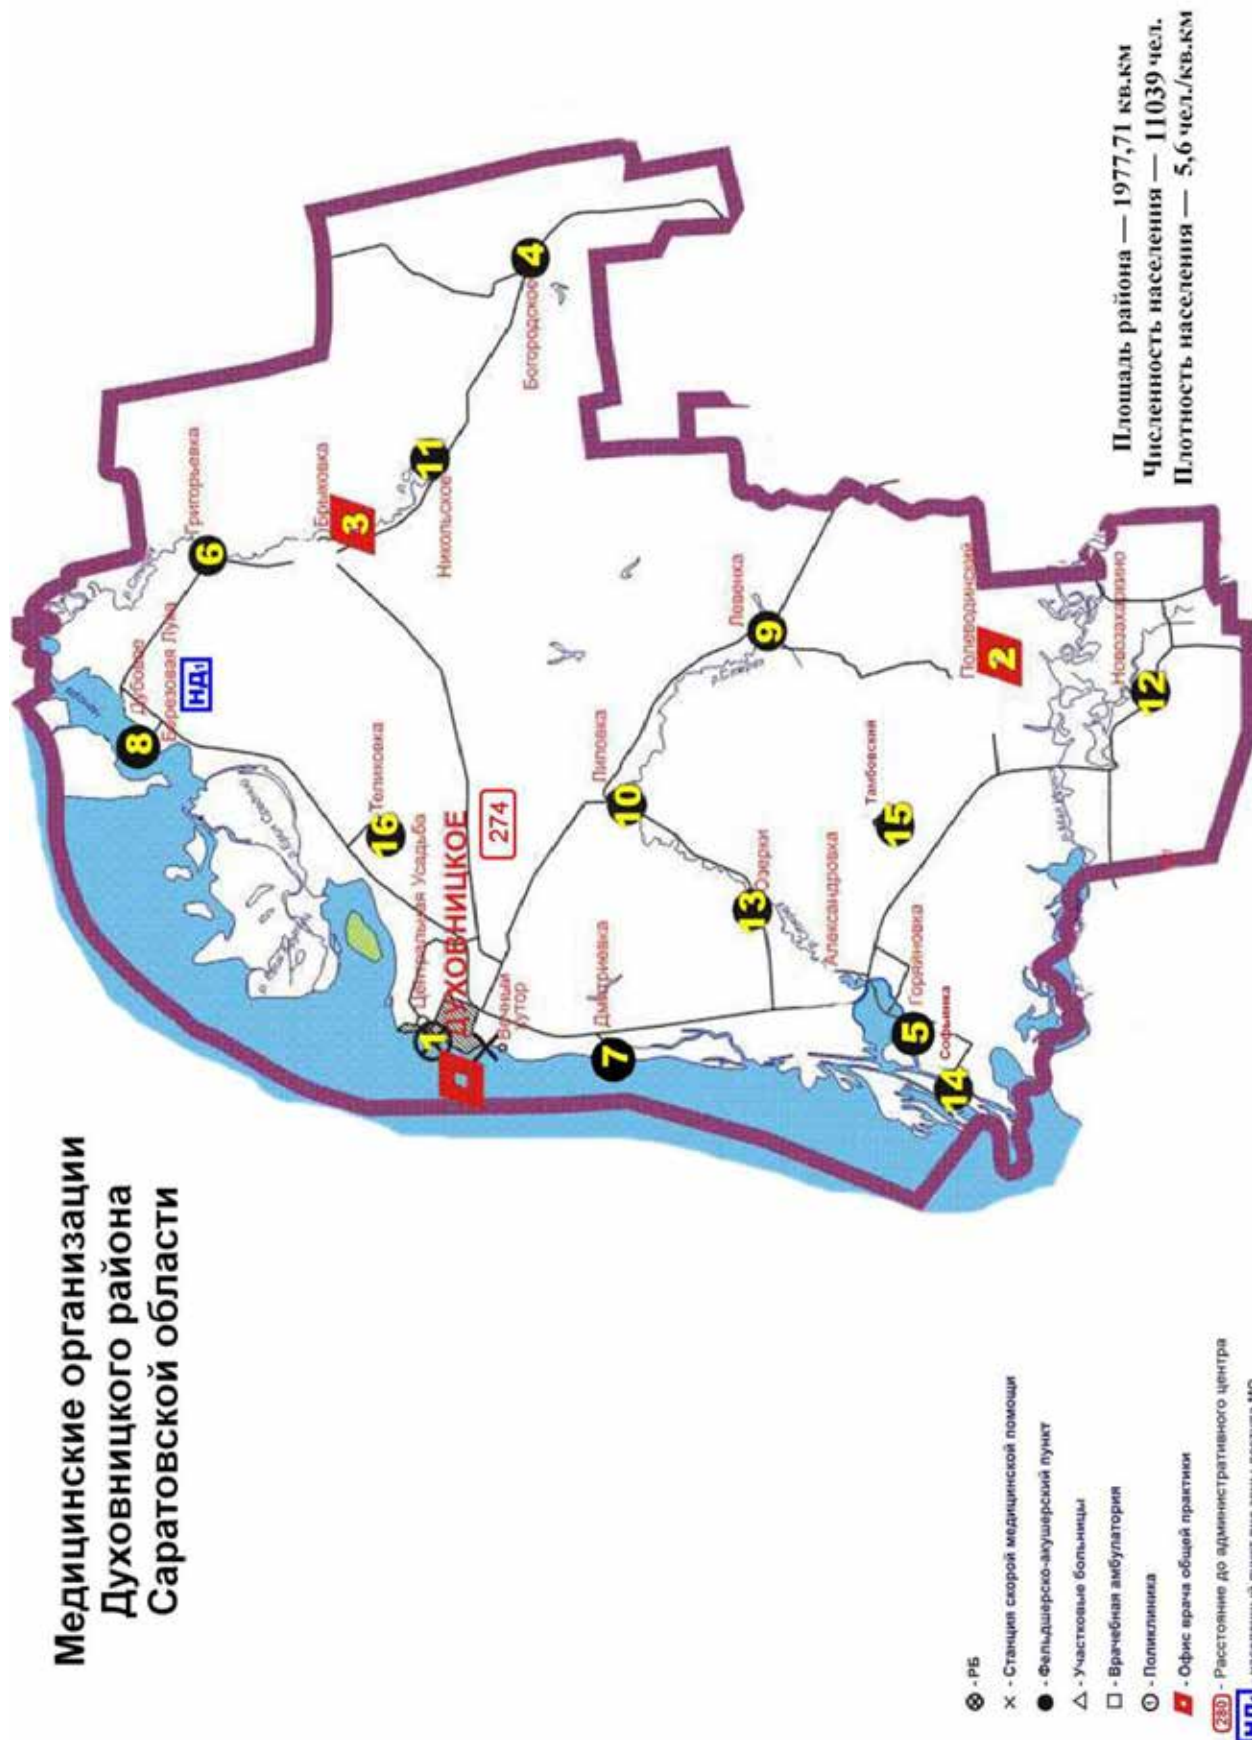 Медицинские организации
Духовницкого района
Саратовской области
Площадь района — 1977,71 кв.км
Численность населения — 11039 чел.
Плотность населения — 5,6 чел./кв.км
8
Дубовое
Березовая Лука
НД1
6
Григорьевка
3
Брыковка
11
Никольское
4
Богородское
16
Теликовка
Центральная Усадьба
1
ДУХОВНИЦКОЕ
274
Вечный
Хутор
7
Дмитриевка
10
Липовка
9
Левенка
13
Озерки
Александровка
15
Тамбовский
2
Полеводинский
5
Горяиновка
14
Софьинка
12
Новозахаркино
- РБ
- Станция скорой медицинской помощи
- Фельдшерско-акушерский пункт
- Участковые больницы
- Врачебная амбулатория
1 - Поликлиника
- Офис врача общей практики
280 - Расстояние до административного центра